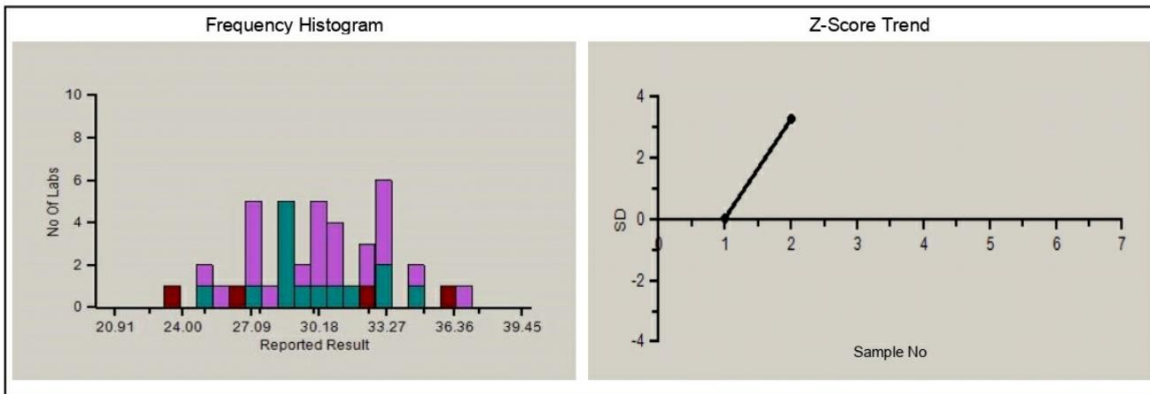 Frequency Histogram
10
8
6
4
2
0
No Of Labs
20.91 24.00 27.09 30.18 33.27 36.36 39.45
Reported Result
Z-Score Trend
4
2
0
-2
-4
SD
0 1 2 3 4 5 6 7
Sample No